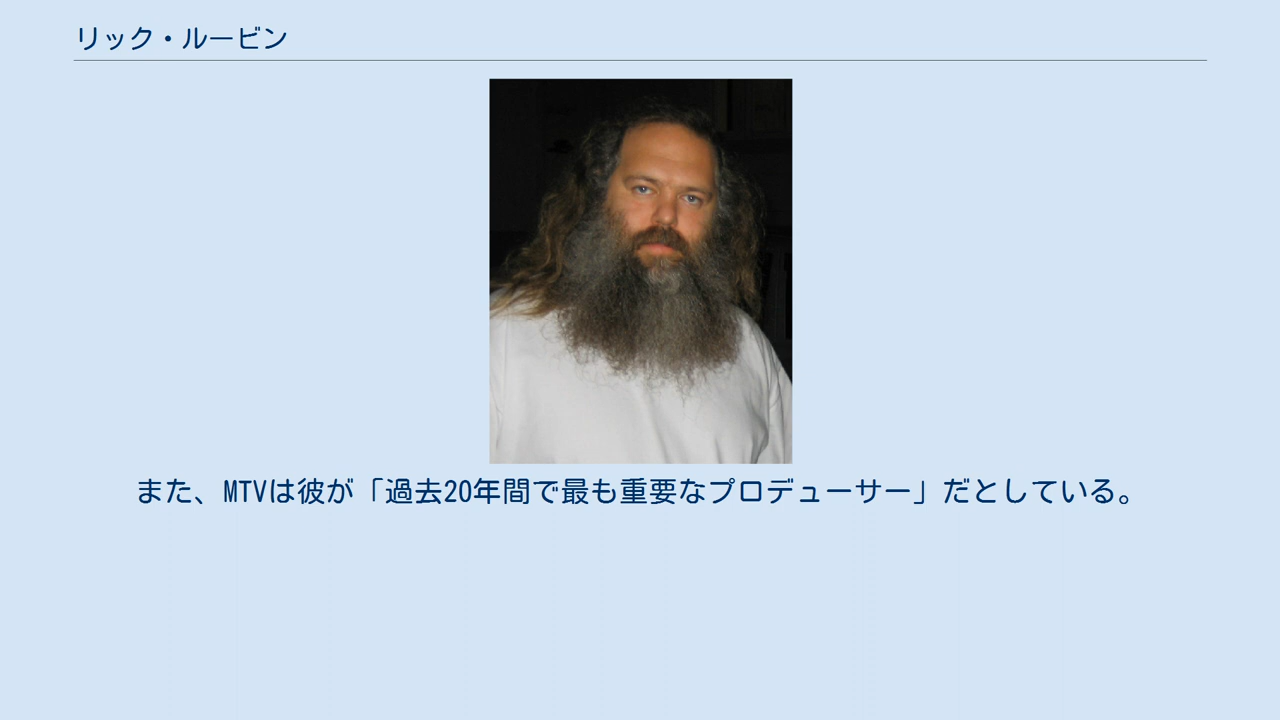 リック・ルービン
また、MTVは彼が「過去20年間で最も重要なプロデューサー」だとしている。